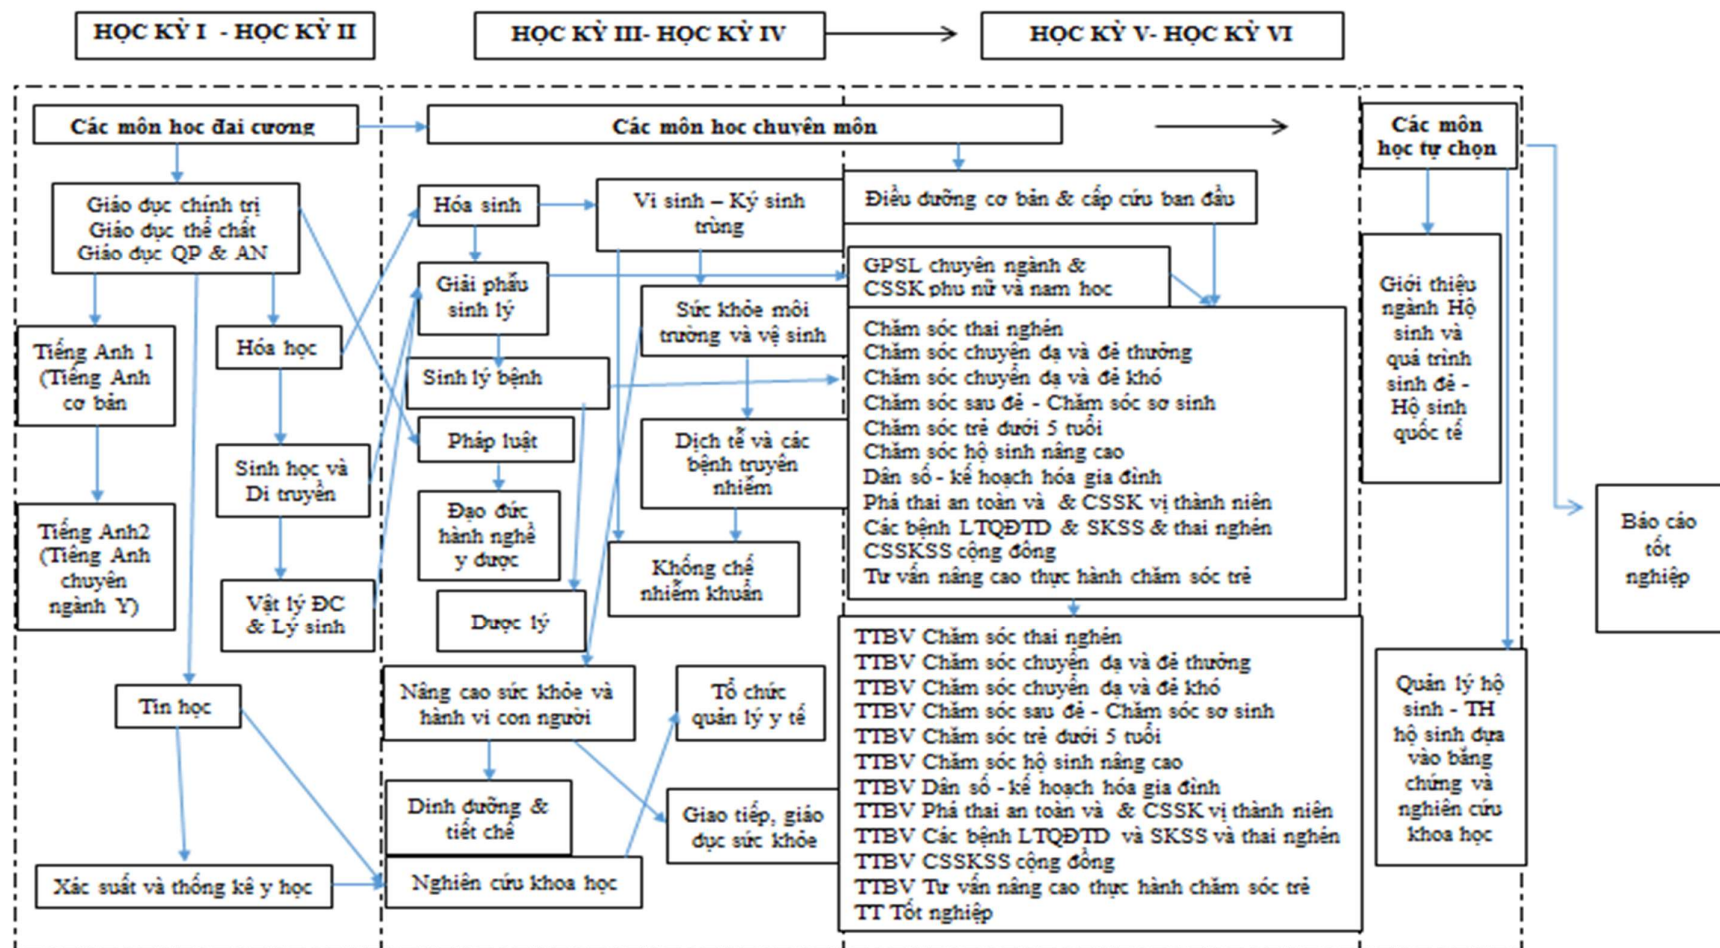 HỌC KỲ I - HỌC KỲ II
HỌC KỲ III- HỌC KỲ IV
HỌC KỲ V- HỌC KỲ VI
Các môn học đại cương
Các môn học chuyên môn
Các môn
học tự chọn
Giáo dục chính trị
Giáo dục thể chất
Giáo dục QP & AN
Tiếng Anh 1
(Tiếng Anh
cơ bản
Tiếng Anh2
(Tiêng Anh
chuyên
ngành Y)
Hóa học
Sinh học và
Di truyền
Vật lý ĐC
& Lý sinh
Tin học
Xác suất và thống kê y học
Hóa sinh
Giải phẫu
sinh lý
Sinh lý bệnh
Pháp luật
Đạo đức
hành nghề
y dược
Dược lý
Nâng cao sức khỏe và
hành vi con người
Dinh dưỡng &
tiết chế
Nghiên cứu khoa học
Vi sinh – Ký sinh
trùng
Sức khỏe môi
trường và vệ sinh
Dịch tễ và các
bệnh truyền
nhiễm
Khống chế
nhiễm khuẩn
Tổ chức
quản lý y tế
Giao tiếp, giáo
dục sức khỏe
Điều dưỡng cơ bản & cấp cứu ban đầu
GPSL chuyên ngành &
CSSK phụ nữ và nam học
Chăm sóc thai nghén
Chăm sóc chuyển dạ và đẻ thưởng
Chăm sóc chuyển dạ và đẻ khó
Chăm sóc sau đẻ - Chăm sóc sơ sinh
Chăm sóc trẻ dưới 5 tuổi
Chăm sóc hộ sinh nâng cao
Dân số - kế hoạch hóa gia đình
Phá thai an toàn và & CSSK vị thành niên
Các bệnh LTQĐTD & SKSS & thai nghén
CSSKSS cộng đồng
Tư vấn nâng cao thực hành chăm sóc trẻ
TTBV Chăm sóc thai nghén
TTBV Chăm sóc chuyển dạ và đẻ thưởng
TTBV Chăm sóc chuyển dạ và đẻ khó
TTBV Chăm sóc sau đẻ - Chăm sóc sơ sinh
TTBV Chăm sóc trẻ dưới 5 tuổi
TTBV Chăm sóc hộ sinh nâng cao
TTBV Dân số - kế hoạch hóa gia đình
TTBV Phá thai an toàn và & CSSK vị thành niên
TTBV Các bệnh LTQĐTD và SKSS và thai nghén
TTBV CSSKSS cộng đồng
TTBV Tư vấn nâng cao thực hành chăm sóc trẻ
TT Tốt nghiệp
Giới thiệu
ngành Hộ
sinh và
quá trình
sinh đẻ -
Hộ sinh
quốc tế
Quản lý hộ
sinh - TH
hộ sinh dựa
vào bằng
chứng và
nghiên cứu
khoa học
Báo cáo
tốt
nghiệp